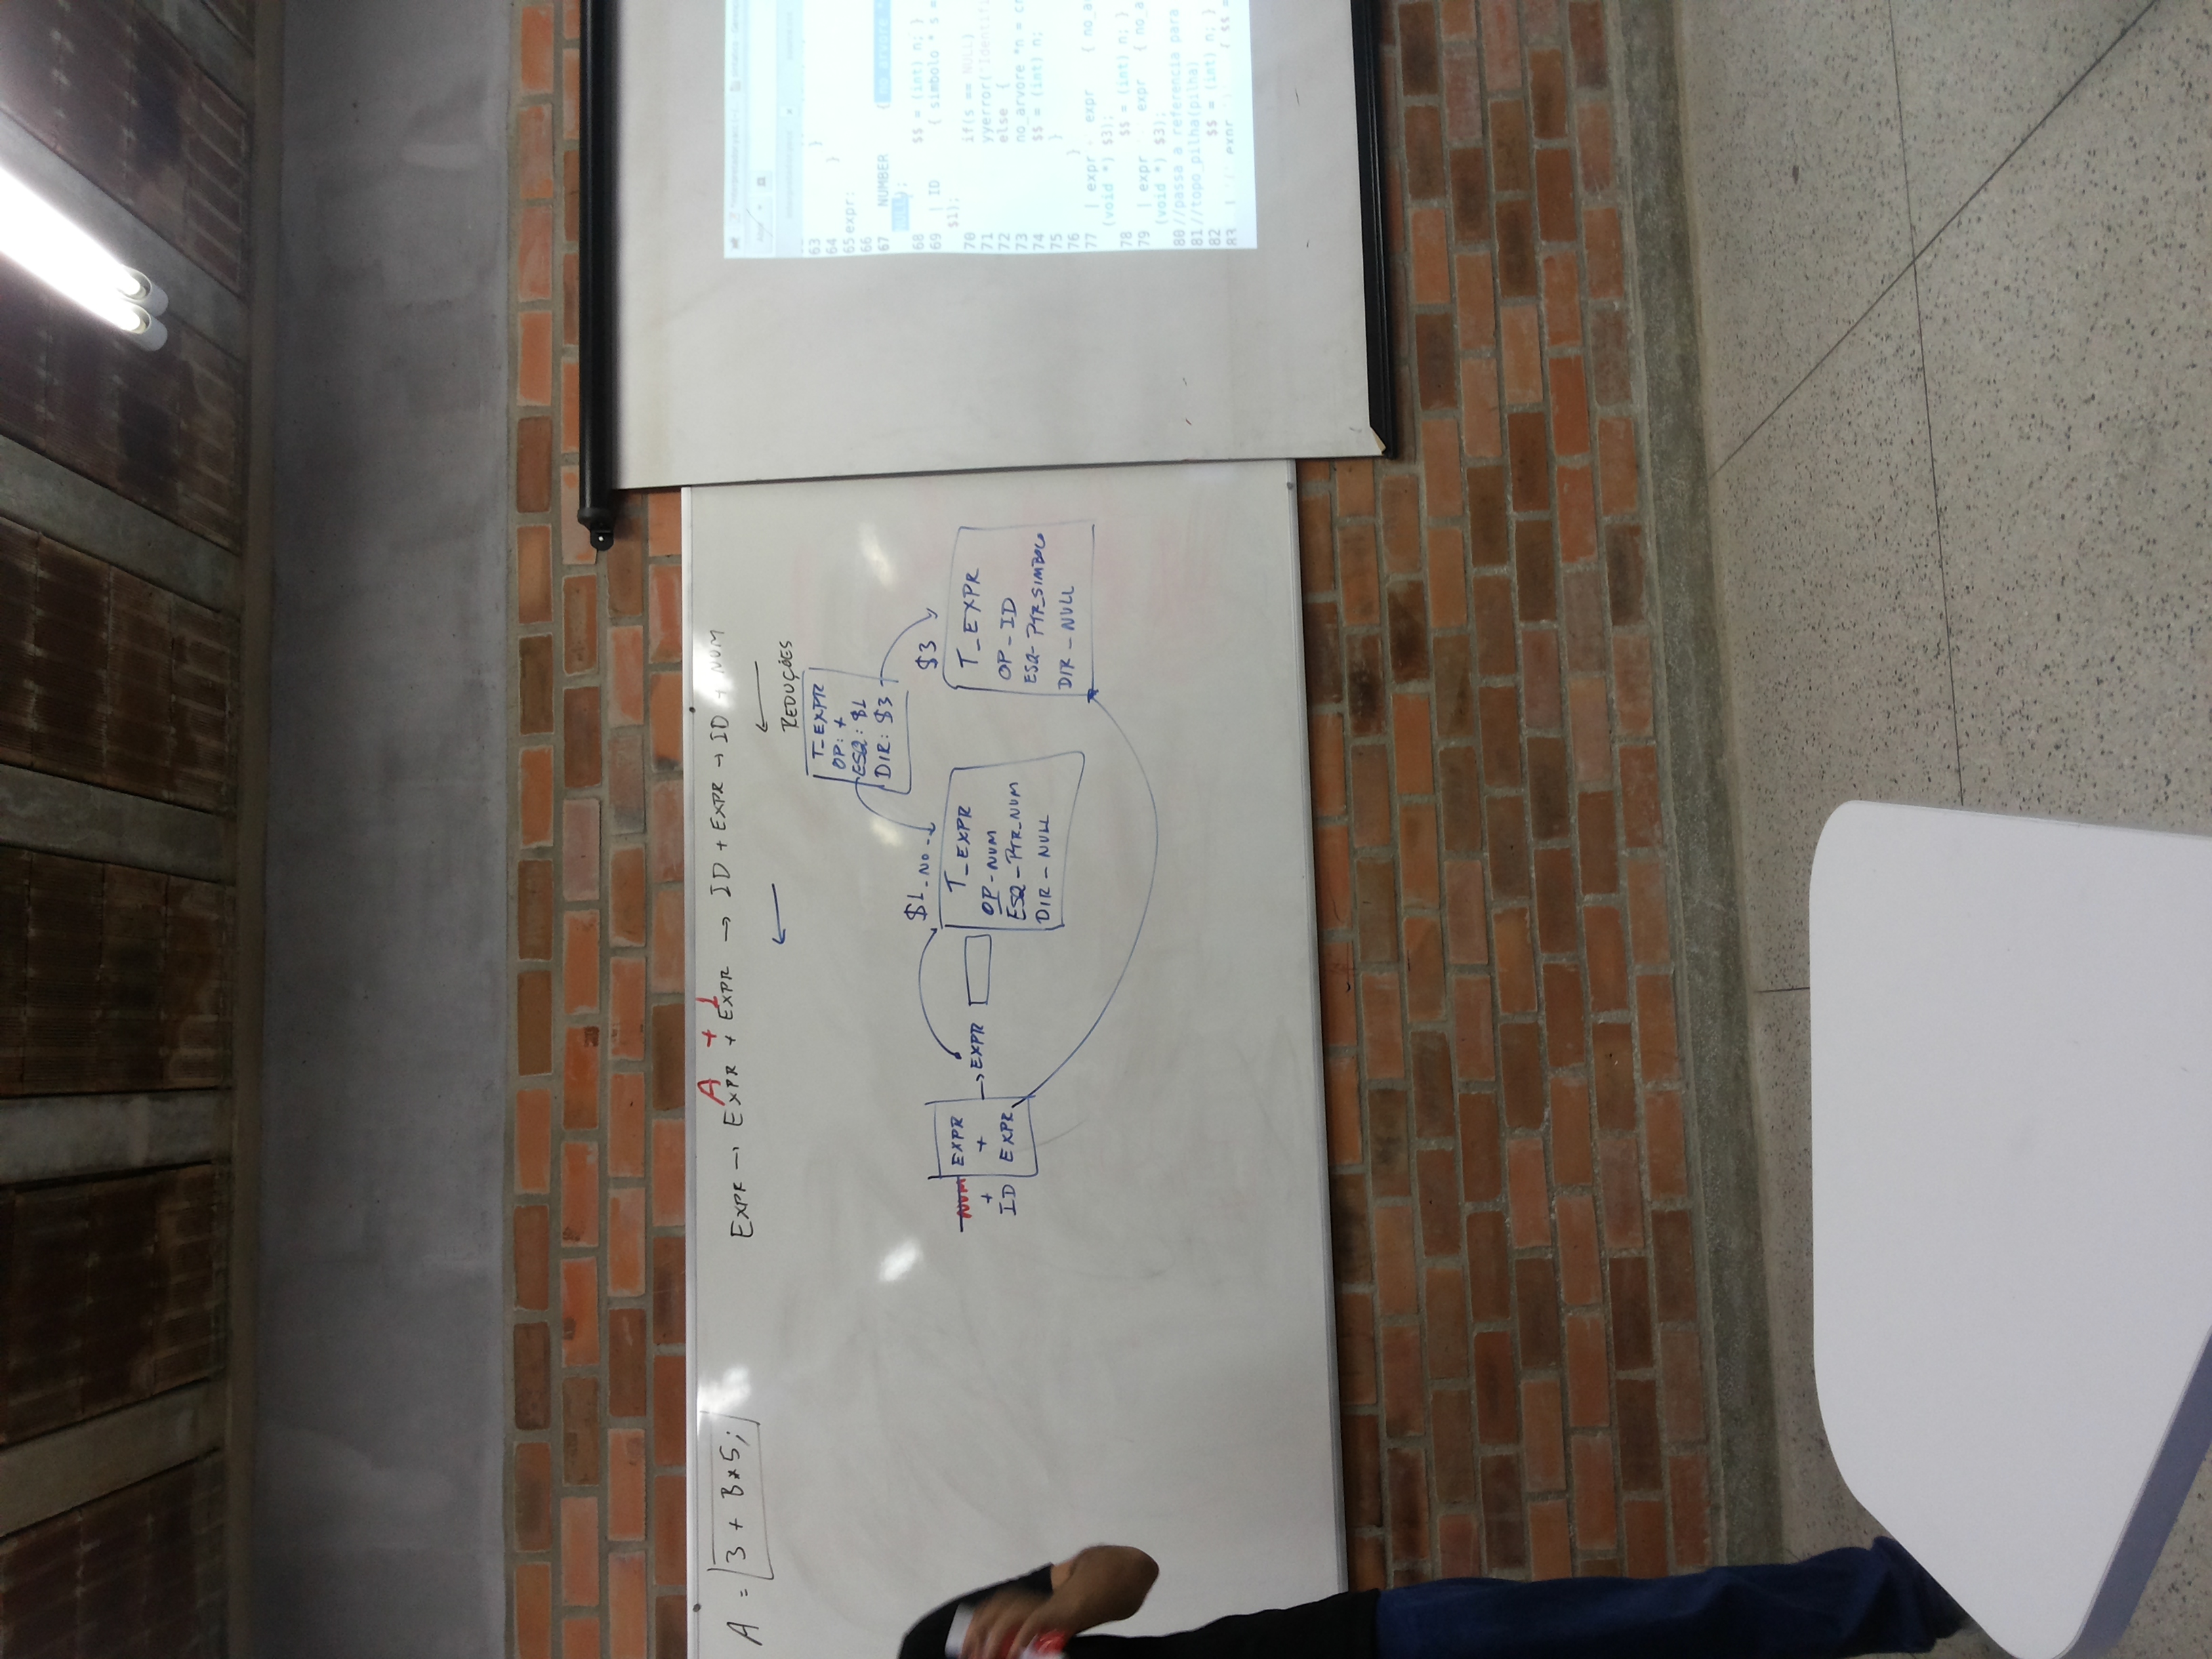 A = 3 + B*5;
A + 1
EXPR → EXPR + EXPR → ID + EXPR → ID + NUM
REDUÇÕES
T_EXPR
OP: +
ESQ: $1
DIR: $3
$1_NO
$3
NUM
+
ID
EXPR
+
EXPR
→ EXPR
T_EXPR
OP-NUM
ESQ-PTR_NUM
DIR-NULL
T_EXPR
OP-ID
ESQ-PTR_SIMBOLO
DIR-NULL
63 }
64 }
65 expr:
66
67 NUMBER { no_arvore
NULL);
68 $$ = (int) n; }
69 | ID { simbolo * s =
$1);
70 if(s == NULL)
71 yyerror("Identifi
72 else {
73 no_arvore *n = cr
74 $$ = (int) n;
75 }
76 }
77 | expr expr { no_a
(void *) $3);
78 $$ = (int) n; }
79 | expr expr { no_a
(void *) $3);
80 //passa a referencia para
81 //topo_pilha(pilha)
82 $$ = (int) n; }
83 expr { $$ =